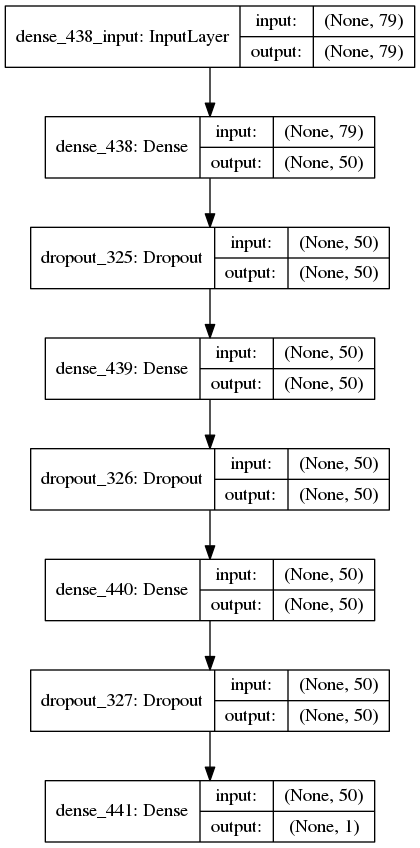 dense_438_input: InputLayer
input: (None, 79)
output: (None, 79)
dense_438: Dense
input: (None, 79)
output: (None, 50)
dropout_325: Dropout
input: (None, 50)
output: (None, 50)
dense_439: Dense
input: (None, 50)
output: (None, 50)
dropout_326: Dropout
input: (None, 50)
output: (None, 50)
dense_440: Dense
input: (None, 50)
output: (None, 50)
dropout_327: Dropout
input: (None, 50)
output: (None, 50)
dense_441: Dense
input: (None, 50)
output: (None, 1)